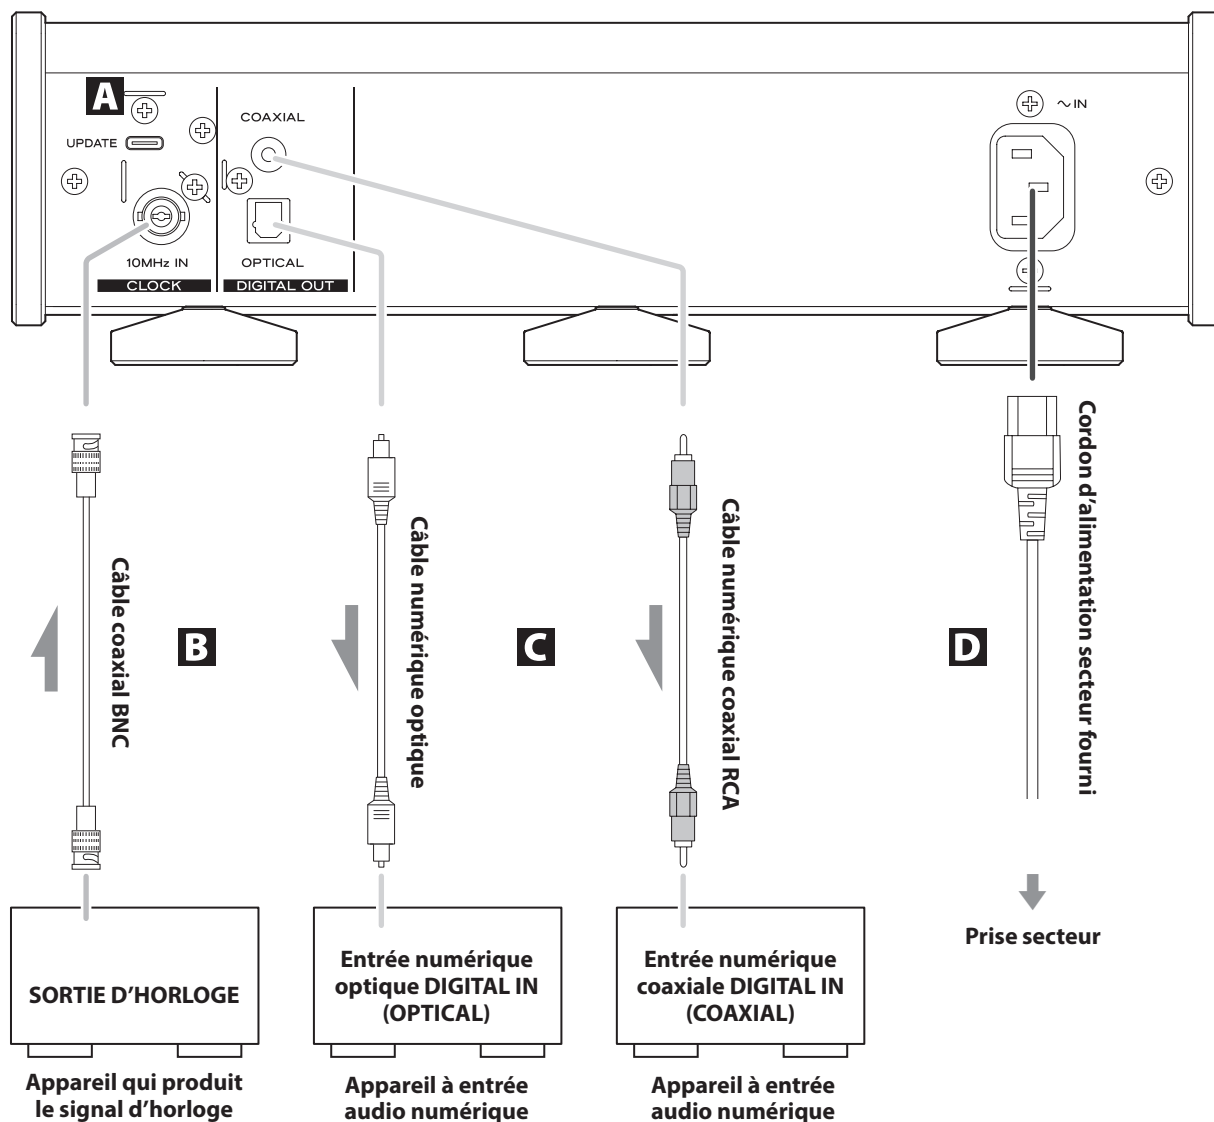 A
COAXIAL
∼IN
UPDATE
10MHz IN
OPTICAL
CLOCK
DIGITAL OUT
Câble coaxial BNC
B
Câble numérique optique
C
Câble numérique coaxial RCA
D
Cordon d'alimentation secteur fourni
Prise secteur
SORTIE D'HORLOGE
Entrée numérique
optique DIGITAL IN
(OPTICAL)
Entrée numérique
coaxiale DIGITAL IN
(COAXIAL)
Appareil qui produit
le signal d'horloge
Appareil à entrée
audio numérique
Appareil à entrée
audio numérique